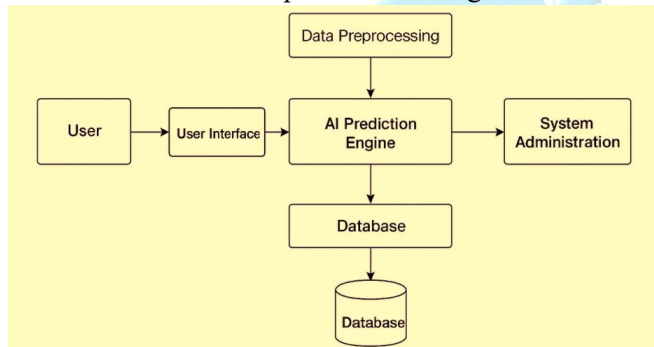 Data Preprocessing
User
User Interface
AI Prediction
Engine
System
Administration
Database
Database